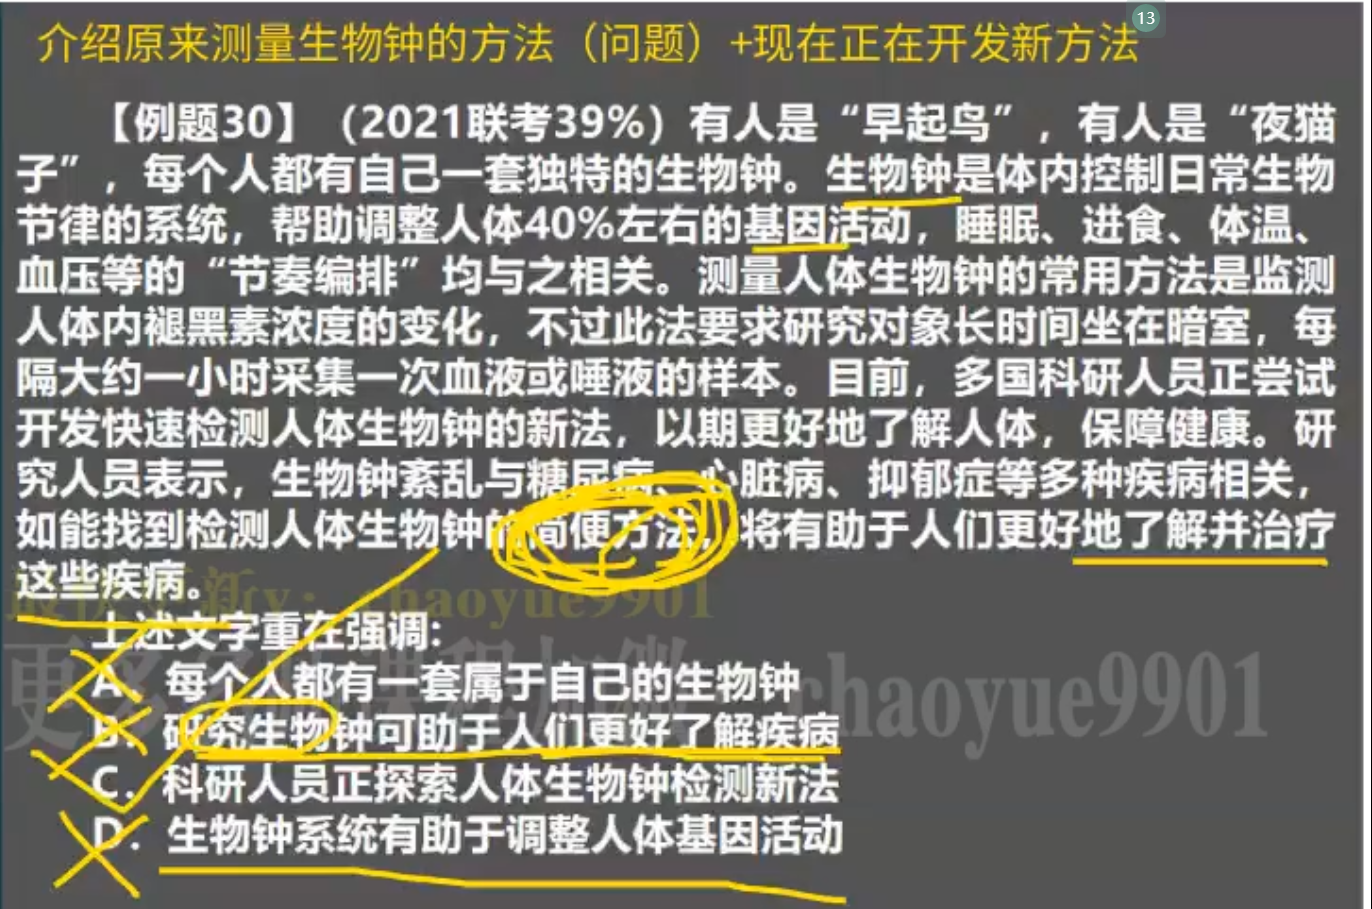 13
介绍原来测量生物钟的方法（问题）+现在正在开发新方法
【例题30】（2021联考39%）有人是“早起鸟”，有人是“夜猫
子”，每个人都有自己一套独特的生物钟。生物钟是体内控制日常生物
节律的系统，帮助调整人体40%左右的基因活动，睡眠、进食、体温、
血压等的“节奏编排”均与之相关。测量人体生物钟的常用方法是监测
人体内褪黑素浓度的变化，不过此法要求研究对象长时间坐在暗室，每
隔大约一小时采集一次血液或唾液的样本。目前，多国科研人员正尝试
开发快速检测人体生物钟的新法，以期更好地了解人体，保障健康。研
究人员表示，生物钟紊乱与糖尿病、心脏病、抑郁症等多种疾病相关，
如能找到检测人体生物钟的简便方法，将有助于人们更好地了解并治疗
这些疾病。
新y：chaoyue9901
上述文字重在强调:
A、每个人都有一套属于自己的生物钟
更多 课程加微 chaoyue9901
B．研究生物钟可助于人们更好了解疾病
C．科研人员正探索人体生物钟检测新法
D．生物钟系统有助于调整人体基因活动